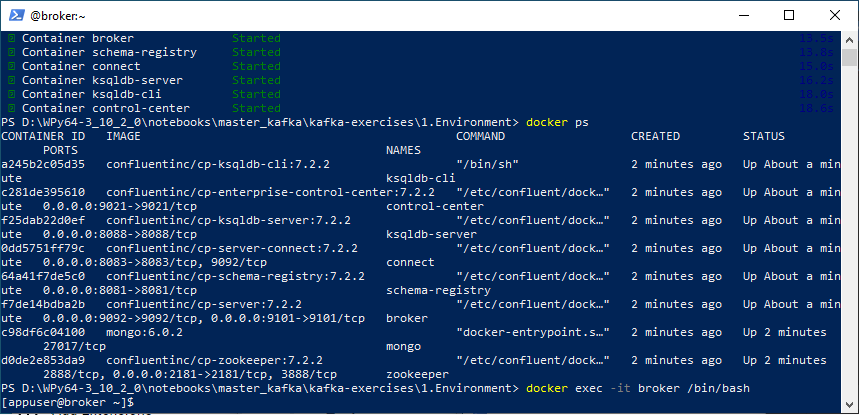 @broker:~
Container broker Started 13.5s
Container schema-registry Started 13.8s
Container connect Started 15.0s
Container ksqldb-server Started 16.2s
Container ksqldb-cli Started 18.0s
Container control-center Started 18.6s
PS D:\WPy64-3_10_2_0\notebooks\master_kafka\kafka-exercises\1.Environment> docker ps
CONTAINER ID IMAGE COMMAND CREATED STATUS
PORTS NAMES
a245b2c05d35 confluentinc/cp-ksqldb-cli:7.2.2 "/bin/sh" 2 minutes ago Up About a min
ute ksqldb-cli
c281de395610 confluentinc/cp-enterprise-control-center:7.2.2 "/etc/confluent/dock…" 2 minutes ago Up About a min
ute 0.0.0.0:9021->9021/tcp control-center
f25dab22d0ef confluentinc/cp-ksqldb-server:7.2.2 "/etc/confluent/dock…" 2 minutes ago Up About a min
ute 0.0.0.0:8088->8088/tcp ksqldb-server
0dd5751ff79c confluentinc/cp-server-connect:7.2.2 "/etc/confluent/dock…" 2 minutes ago Up About a min
ute 0.0.0.0:8083->8083/tcp, 9092/tcp connect
64a41f7de5c0 confluentinc/cp-schema-registry:7.2.2 "/etc/confluent/dock…" 2 minutes ago Up About a min
ute 0.0.0.0:8081->8081/tcp schema-registry
f7de14bdba2b confluentinc/cp-server:7.2.2 "/etc/confluent/dock…" 2 minutes ago Up About a min
ute 0.0.0.0:9092->9092/tcp, 0.0.0.0:9101->9101/tcp broker
c98df6c04100 mongo:6.0.2 "docker-entrypoint.s…" 2 minutes ago Up 2 minutes
27017/tcp mongo
d0de2e853da9 confluentinc/cp-zookeeper:7.2.2 "/etc/confluent/dock…" 2 minutes ago Up 2 minutes
2888/tcp, 0.0.0.0:2181->2181/tcp, 3888/tcp zookeeper
PS D:\WPy64-3_10_2_0\notebooks\master_kafka\kafka-exercises\1.Environment> docker exec -it broker /bin/bash
[appuser@broker ~]$